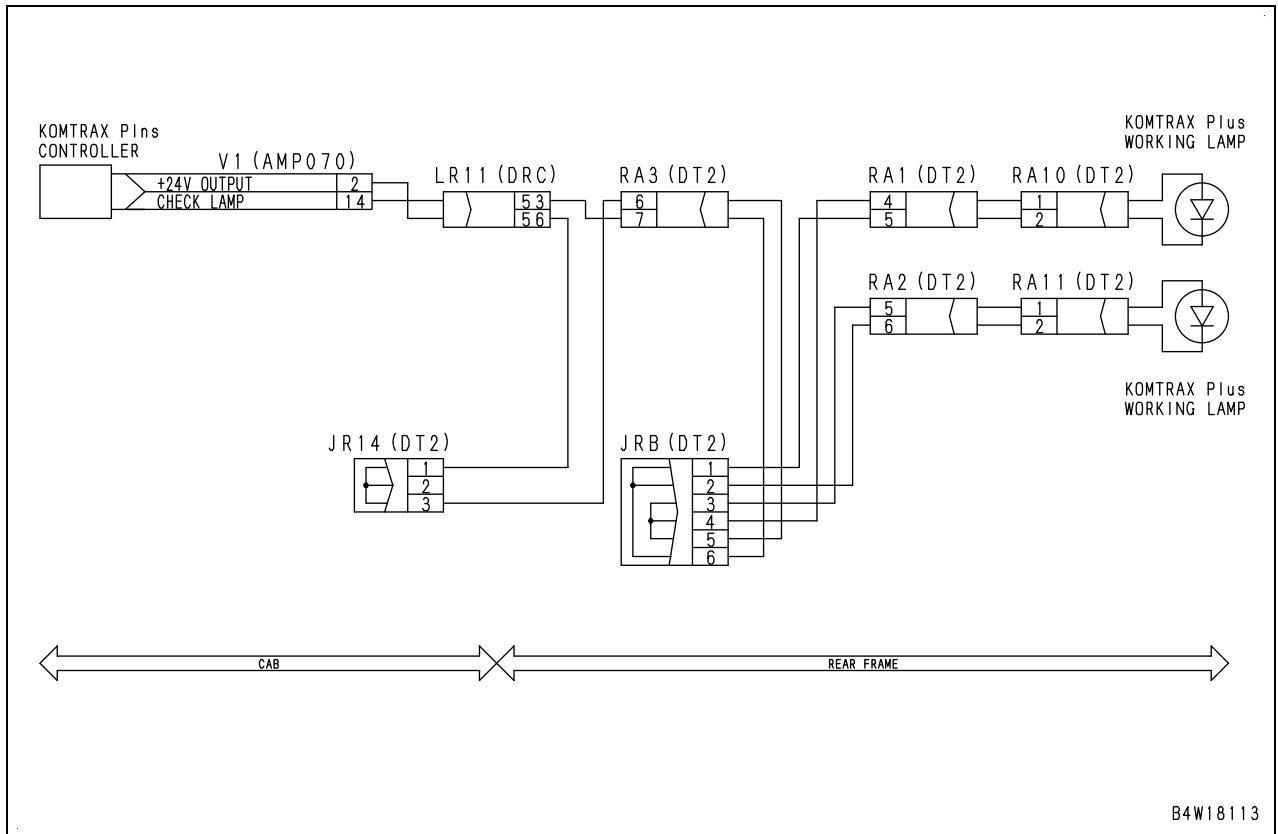 KOMTRAX Plns
CONTROLLER
V1 (AMP070)
+24V OUTPUT 2
CHECK LAMP 14
LR11 (DRC)
53
56
RA3 (DT2)
6
7
RA1 (DT2)
4
5
RA10 (DT2)
1
2
KOMTRAX Plus
WORKING LAMP
RA2 (DT2)
5
6
RA11 (DT2)
1
2
KOMTRAX Plus
WORKING LAMP
JR14 (DT2)
1
2
3
JRB (DT2)
1
2
3
4
5
6
CAB
REAR FRAME
B4W18113